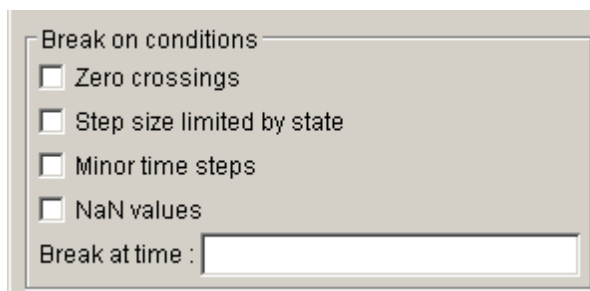 Break on conditions
Zero crossings
Step size limited by state
Minor time steps
NaN values
Break at time :